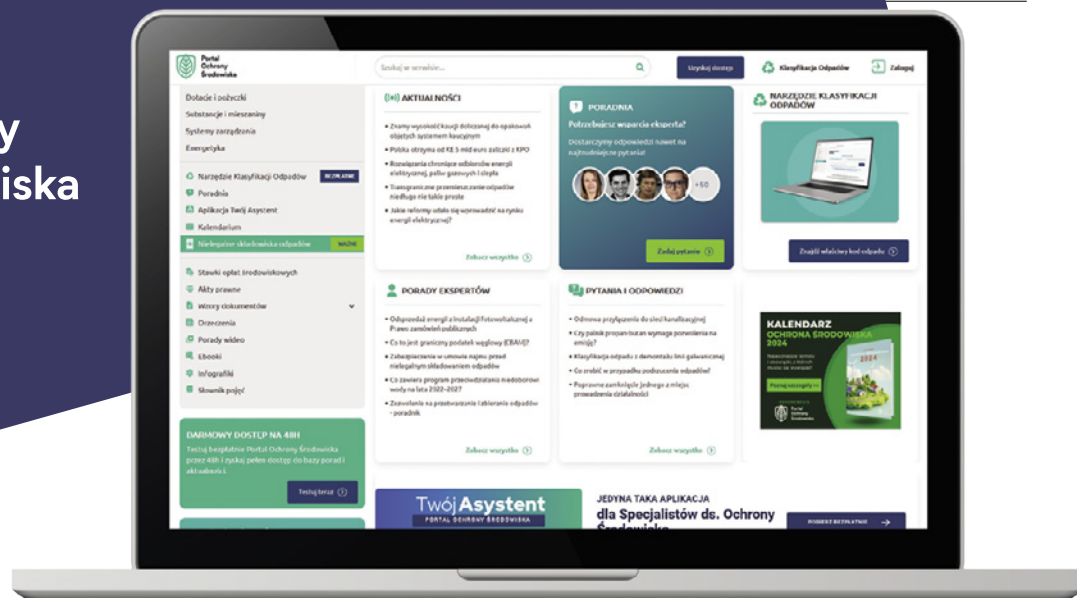 y
iska
Portal
Ochrony
Środowiska
Szukaj w serwisie...
Uzyskaj dostęp
Klasyfikacja Odpadów
Zaloguj
Dotacje i pożyczki
Substancje i mieszaniny
Systemy zarządzania
Energetyka
Narzędzie Klasyfikacji Odpadów BEZPŁATNE
Poradnia
Aplikacja Twój Asystent
Kalendarium
Nielegalne składowiska odpadów WAŻNE
Stawki opłat środowiskowych
Akty prawne
Wzory dokumentów
Orzeczenia
Porady wideo
Ebooki
Infografiki
Słownik pojęć
DARMOWY DOSTĘP NA 48H
Testuj bezpłatnie Portal Ochrony Środowiska
przez 48h i zyskaj pełen dostęp do bazy porad i
aktualności.
Testuj teraz
AKTUALNOŚCI
• Znamy wysokość kaucji doliczanej do opakowań
objętych systemem kaucyjnym
• Polska otrzyma od KE 5 mld euro zaliczki z KPO
• Rozwiązania chroniące odbiorców energii
elektrycznej, paliw gazowych i ciepła
• Transgraniczne przemieszczanie odpadów
niedługo nie takie proste
• Jakie reformy udało się wprowadzić na rynku
energii elektrycznej?
Zobacz wszystko
PORADNIA
Potrzebujesz wsparcia eksperta?
Dostarczymy odpowiedzi nawet na
najtrudniejsze pytania!
+50
Zadaj pytanie
NARZĘDZIE KLASYFIKACJI
ODPADÓW
Znajdź właściwy kod odpadu
PORADY EKSPERTÓW
• Odsprzedaż energii z instalacji fotowoltaicznej a
Prawo zamówień publicznych
• Co to jest graniczny podatek węglowy (CBAM)?
• Zabezpieczenie w umowie najmu przed
nielegalnym składowaniem odpadów
• Co zawiera program przeciwdziałania niedoborowi
wody na lata 2022–2027
• Zezwolenie na przetwarzanie i zbieranie odpadów
- poradnik
Zobacz wszystko
PYTANIA I ODPOWIEDZI
• Odmowa przyłączenia do sieci kanalizacyjnej
• Czy palnik propan-butan wymaga pozwolenia na
emisję?
• Klasyfikacja odpadu z demontażu linii galwanicznej
• Co zrobić w przypadku podrzucenia odpadów?
• Poprawne zamknięcie jednego z miejsc
prowadzenia działalności
Zobacz wszystko
KALENDARZ
OCHRONA ŚRODOWISKA
2024
2024
Poznaj szczegóły >>
Portal
Ochrony
Środowiska
Twój Asystent
PORTAL OCHRONY ŚRODOWISKA
JEDYNA TAKA APLIKACJA
dla Specjalistów ds. Ochrony
Środowiska
POBIERZ BEZPŁATNIE